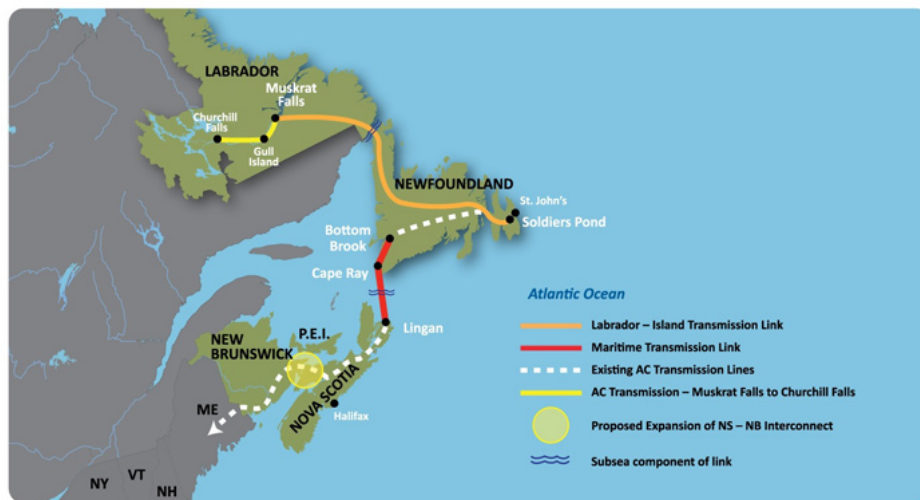 LABRADOR
Muskrat
Falls
Churchill
Falls
Gull
Island
NEWFOUNDLAND
St. John's
Soldiers Pond
Bottom
Brook
Cape Ray
Lingan
P.E.I.
NEW
BRUNSWICK
NOVA SCOTIA
Halifax
ME
NY
VT
NH
Atlantic Ocean
Labrador – Island Transmission Link
Maritime Transmission Link
Existing AC Transmission Lines
AC Transmission – Muskrat Falls to Churchill Falls
Proposed Expansion of NS – NB Interconnect
Subsea component of link